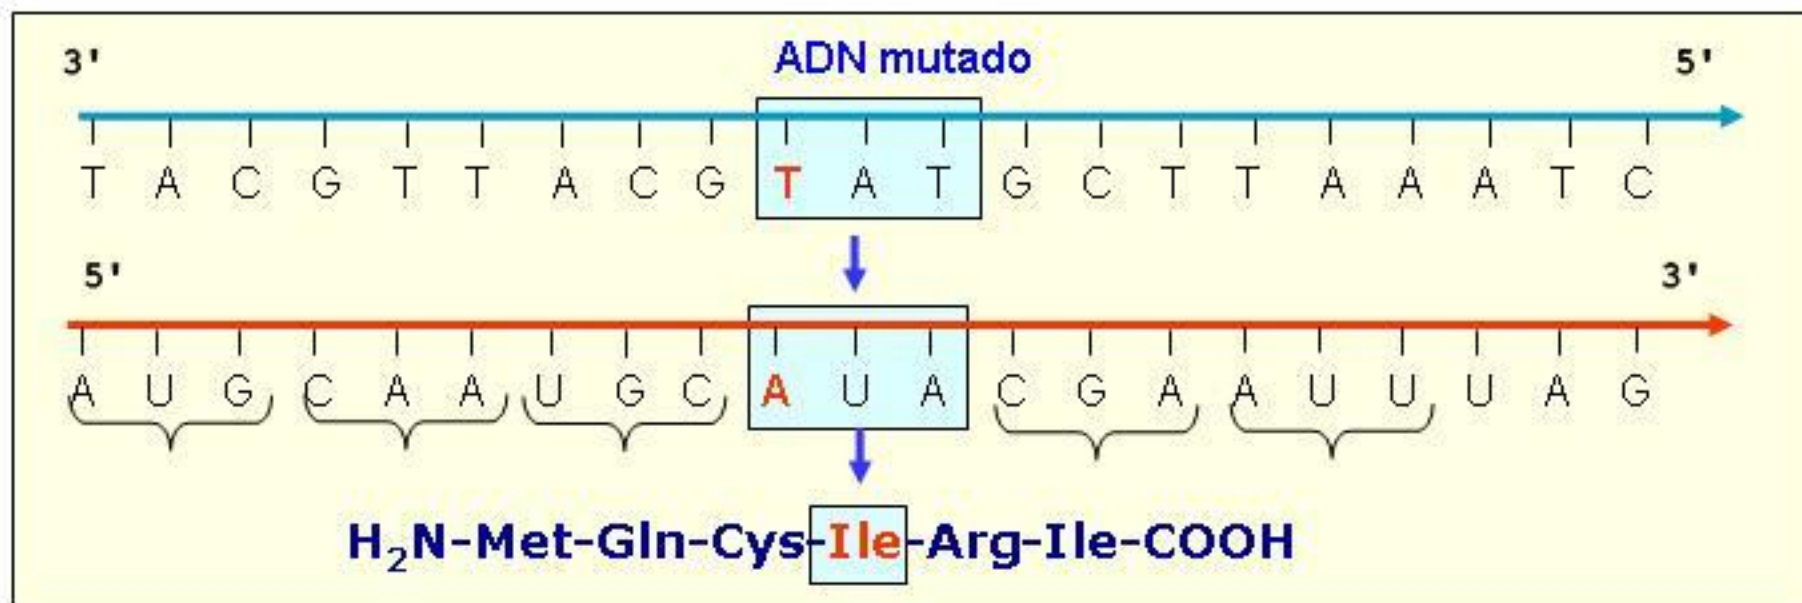 ADN mutado
3' 5'
T A C G T T A C G T A T G C T T A A A T C
5' 3'
A U G C A A U G C A U A C G A A U U U A G
H₂N-Met-Gln-Cys-Ile-Arg-Ile-COOH